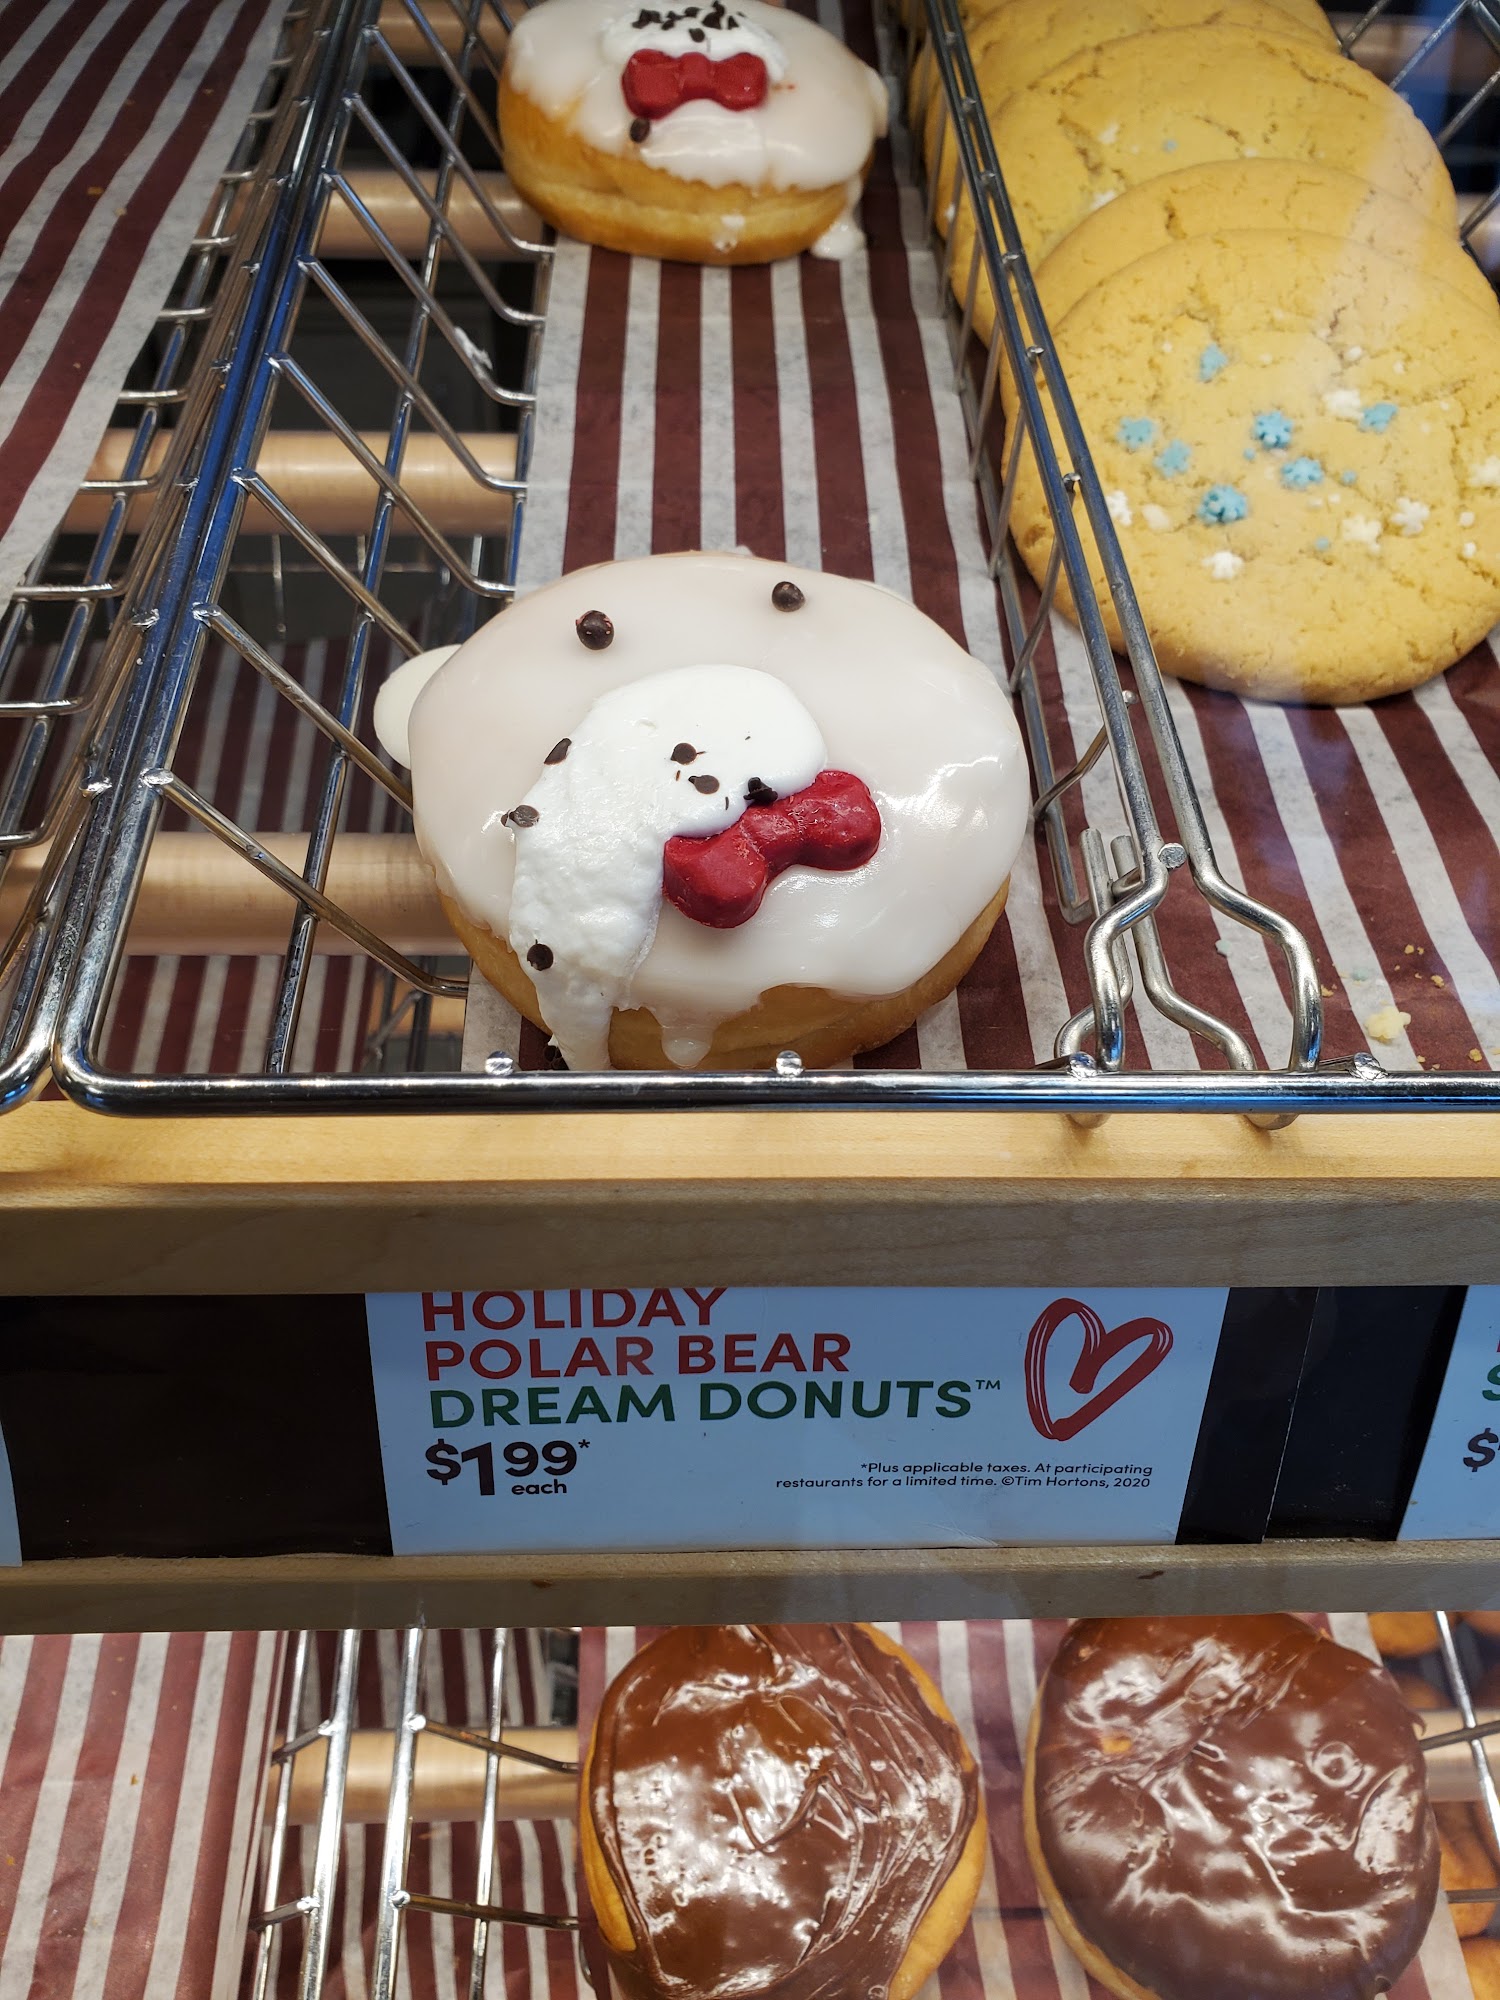 HOLIDAY
POLAR BEAR
DREAM DONUTS™
$1.99*
each
*Plus applicable taxes. At participating
restaurants for a limited time. ©Tim Hortons, 2020
$